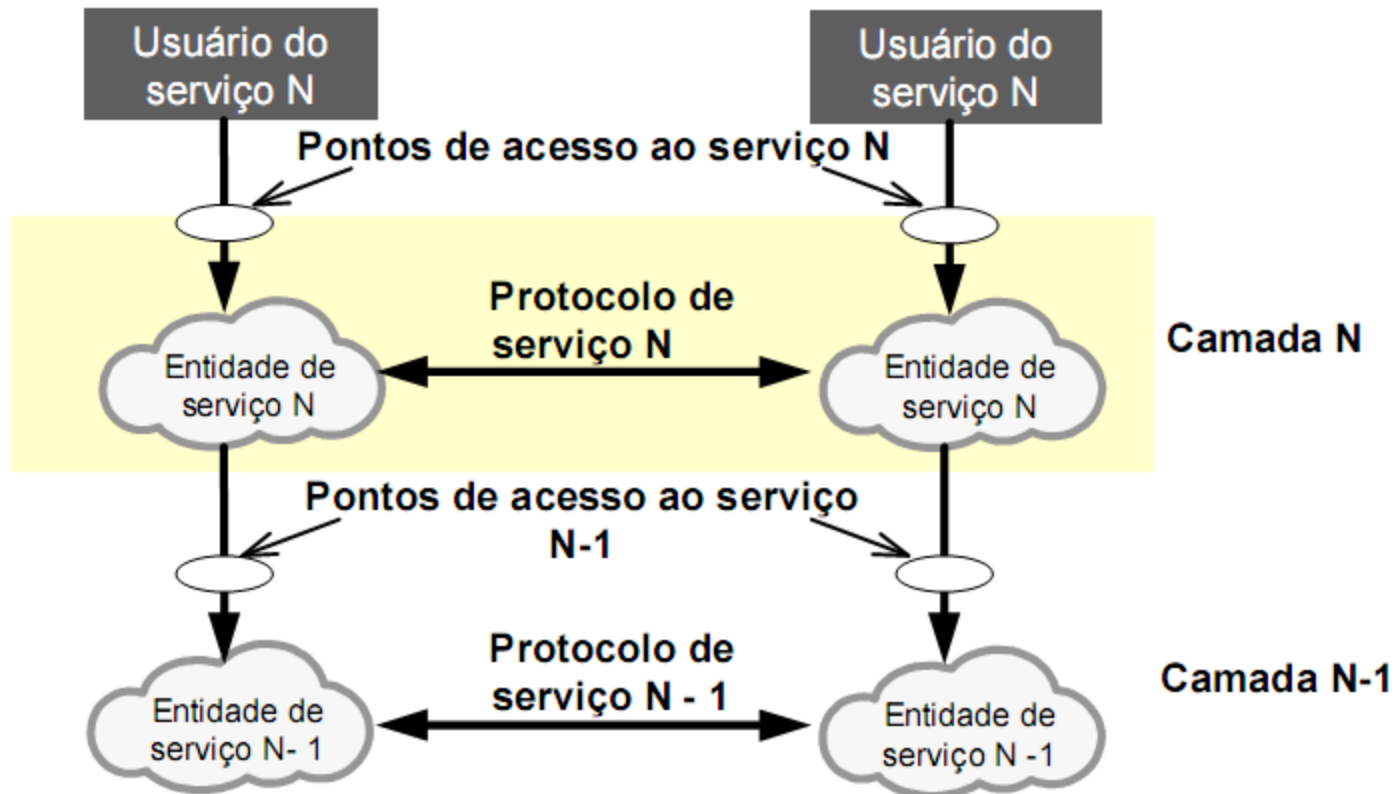 Usuário do
serviço N
Usuário do
serviço N
Pontos de acesso ao serviço N
Protocolo de
serviço N
Camada N
Entidade de
serviço N
Entidade de
serviço N
Pontos de acesso ao serviço
N-1
Protocolo de
serviço N - 1
Camada N-1
Entidade de
serviço N- 1
Entidade de
serviço N -1